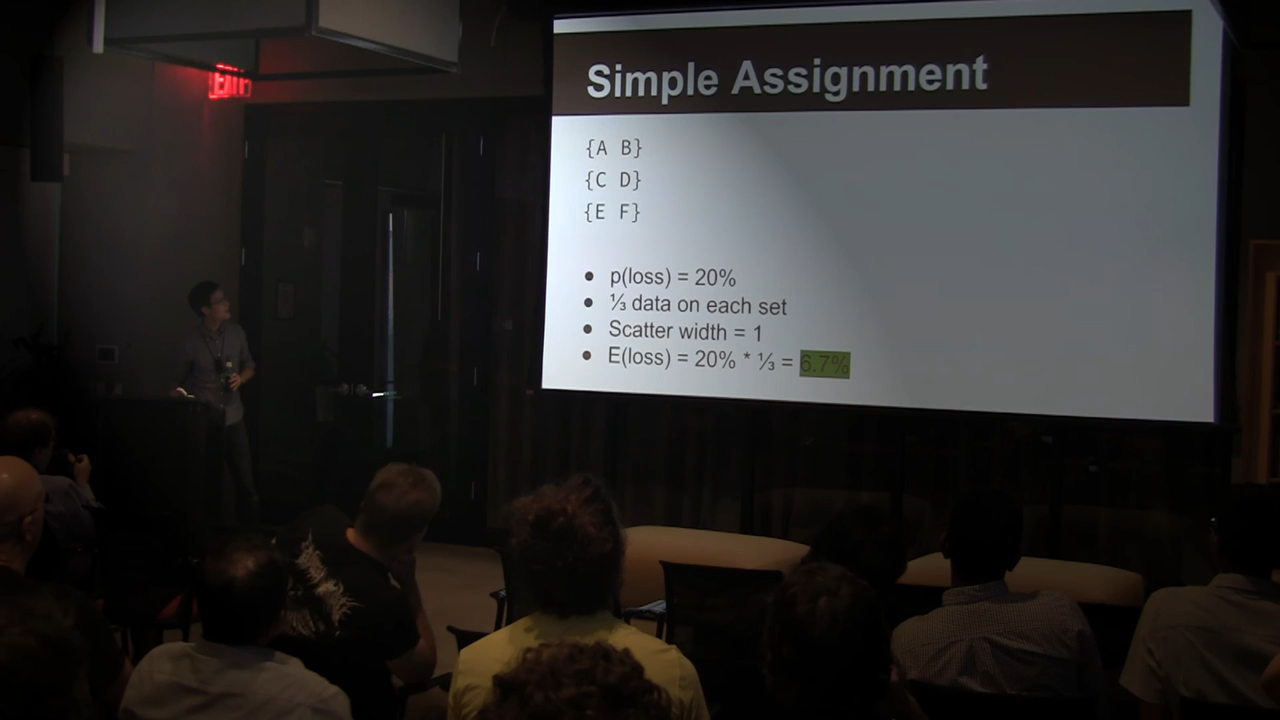 EXIT
Simple Assignment
{A B}
{C D}
{E F}
● p(loss) = 20%
● ⅓ data on each set
● Scatter width = 1
● E(loss) = 20% * ⅓ = 6.7%